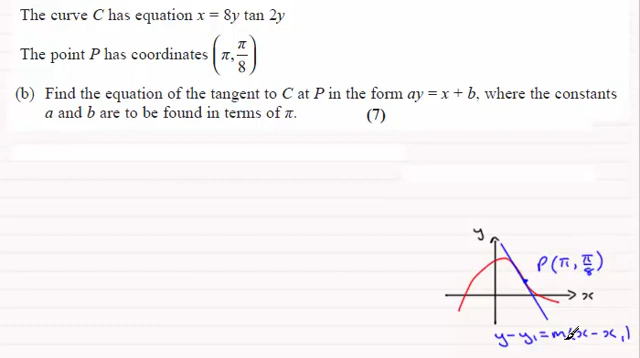 The curve C has equation x = 8y tan 2y
The point P has coordinates (π, π/8)
(b) Find the equation of the tangent to C at P in the form ay = x + b, where the constants
a and b are to be found in terms of π. (7)
y
P(π, π/8)
x
y - y₁ = m(x - x₁)